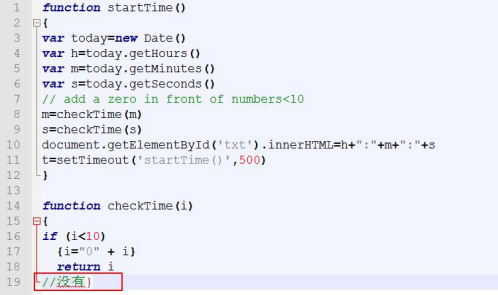 1 function startTime()
2 {
3 var today=new Date()
4 var h=today.getHours()
5 var m=today.getMinutes()
6 var s=today.getSeconds()
7 // add a zero in front of numbers<10
8 m=checkTime(m)
9 s=checkTime(s)
10 document.getElementById('txt').innerHTML=h+":"+m+":"+s
11 t=setTimeout('startTime()',500)
12 }
13
14 function checkTime(i)
15 {
16 if (i<10)
17 {i="0" + i}
18 return i
19 //没有}